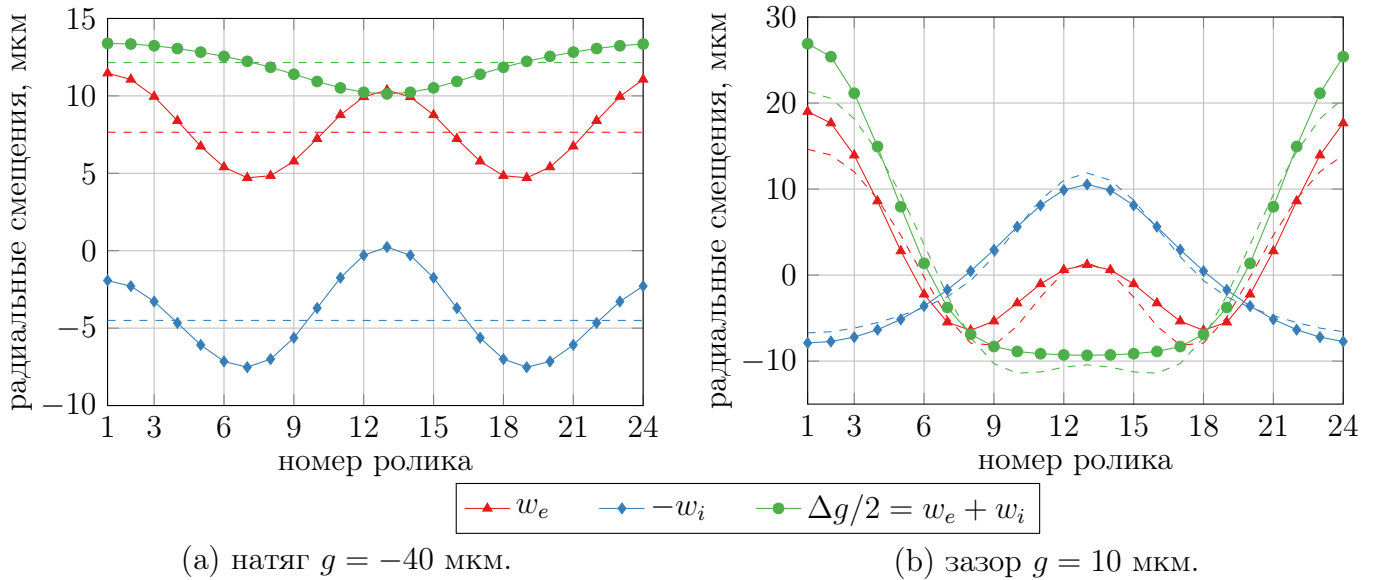 радиальные смещения, мкм
15
10
5
0
−5
−10
1 3 6 9 12 15 18 21 24
номер ролика
радиальные смещения, мкм
30
20
10
0
−10
1 3 6 9 12 15 18 21 24
номер ролика
w_e −w_i Δg/2 = w_e + w_i
(a) натяг g = −40 мкм.
(b) зазор g = 10 мкм.